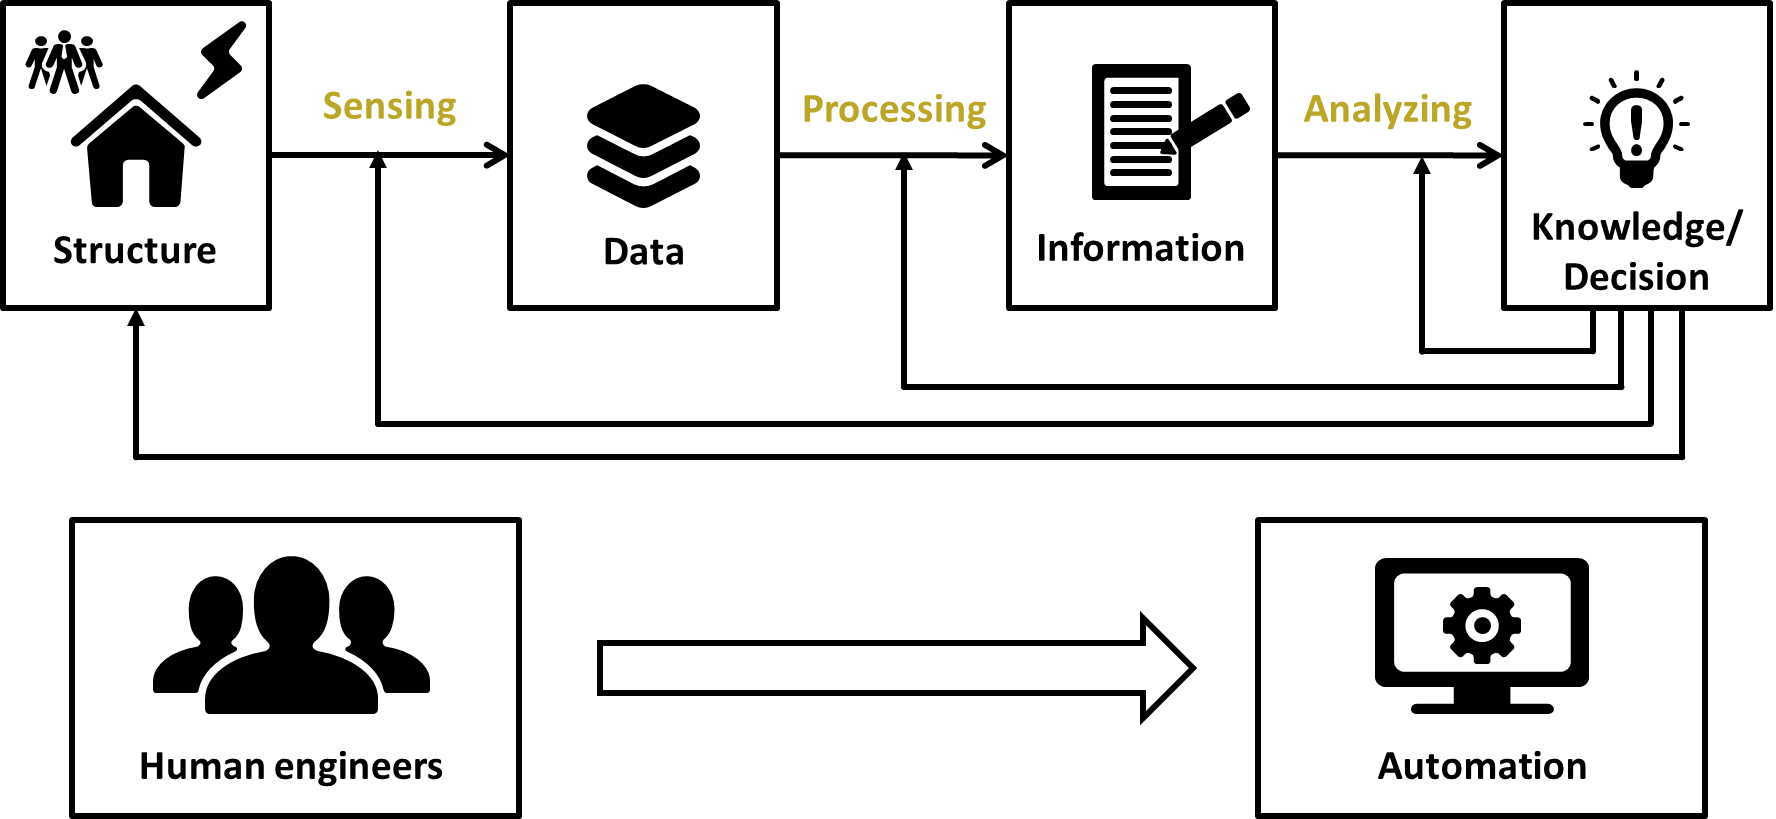 Sensing
Processing
Analyzing
Structure
Data
Information
Knowledge/
Decision
Human engineers
Automation